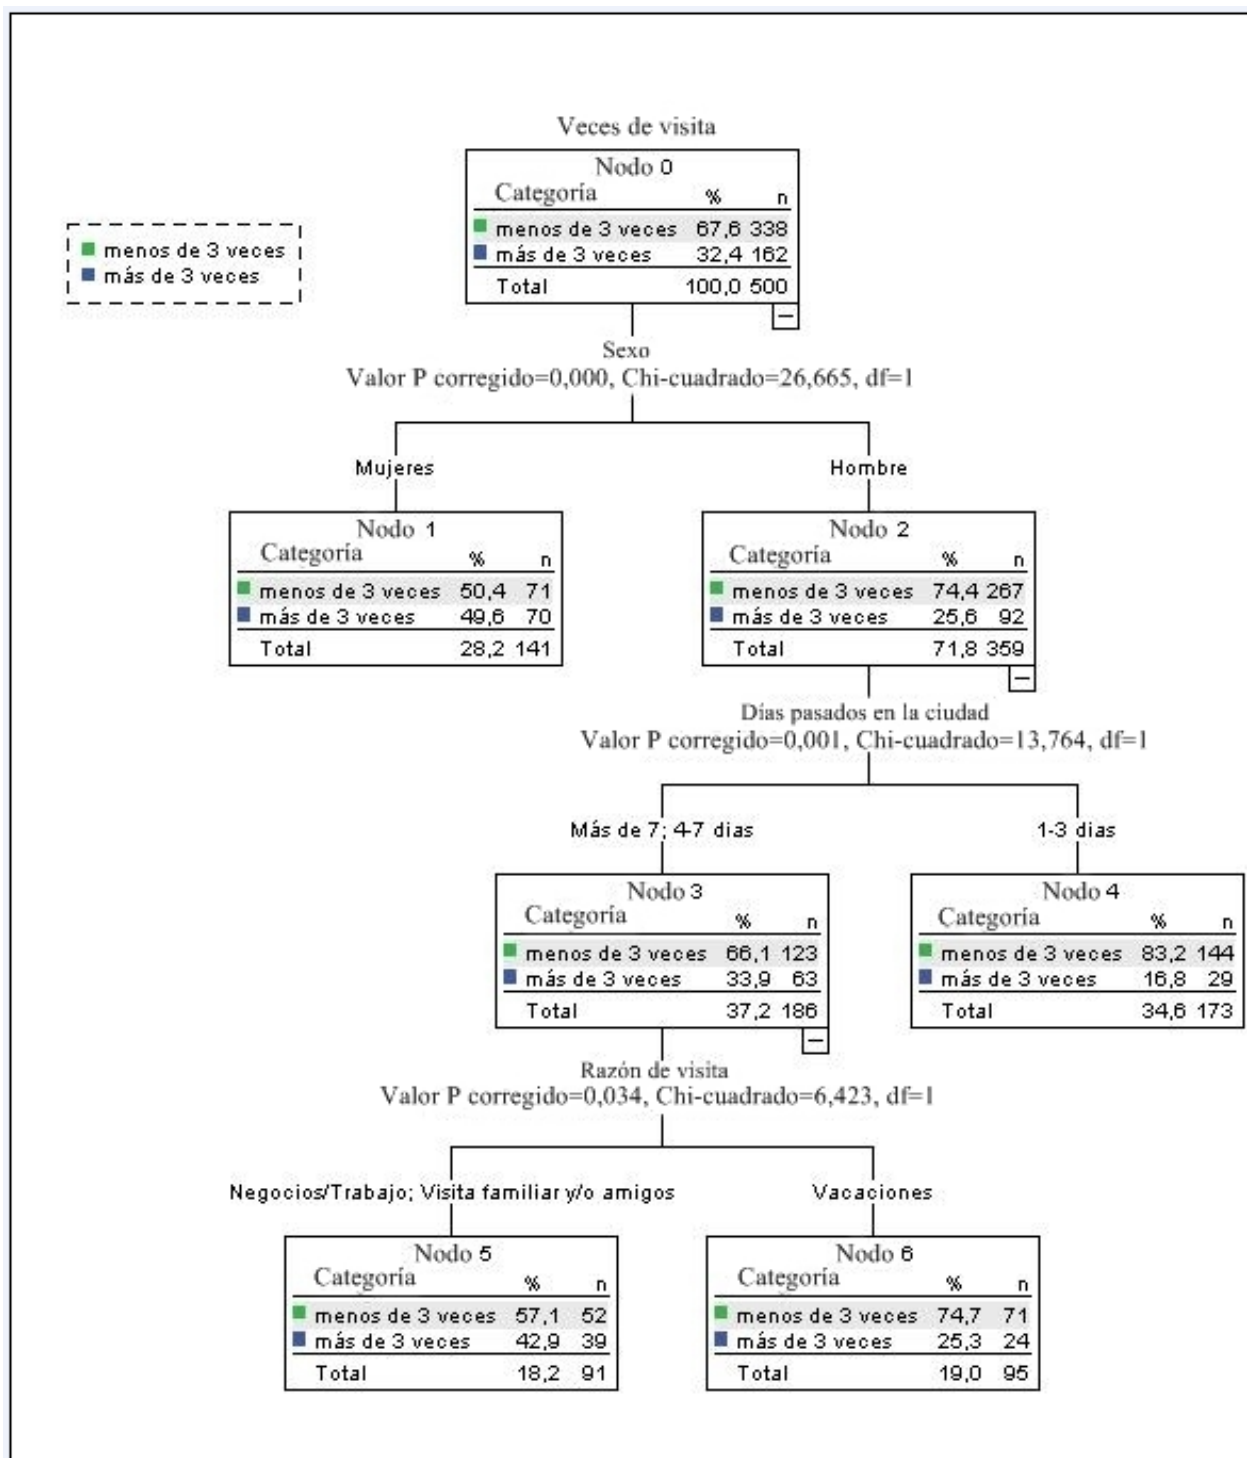 Veces de visita
Nodo 0
Categoría % n
menos de 3 veces 67,6 338
más de 3 veces 32,4 162
Total 100,0 500
menos de 3 veces
más de 3 veces
Sexo
Valor P corregido=0,000, Chi-cuadrado=26,665, df=1
Mujeres
Hombre
Nodo 1
Categoría % n
menos de 3 veces 50,4 71
más de 3 veces 49,6 70
Total 28,2 141
Nodo 2
Categoría % n
menos de 3 veces 74,4 267
más de 3 veces 25,6 92
Total 71,8 359
Días pasados en la ciudad
Valor P corregido=0,001, Chi-cuadrado=13,764, df=1
Más de 7; 4-7 dias
1-3 dias
Nodo 3
Categoría % n
menos de 3 veces 66,1 123
más de 3 veces 33,9 63
Total 37,2 186
Nodo 4
Categoría % n
menos de 3 veces 83,2 144
más de 3 veces 16,8 29
Total 34,6 173
Razón de visita
Valor P corregido=0,034, Chi-cuadrado=6,423, df=1
Negocios/Trabajo; Visita familiar y/o amigos
Vacaciones
Nodo 5
Categoría % n
menos de 3 veces 57,1 52
más de 3 veces 42,9 39
Total 18,2 91
Nodo 6
Categoría % n
menos de 3 veces 74,7 71
más de 3 veces 25,3 24
Total 19,0 95